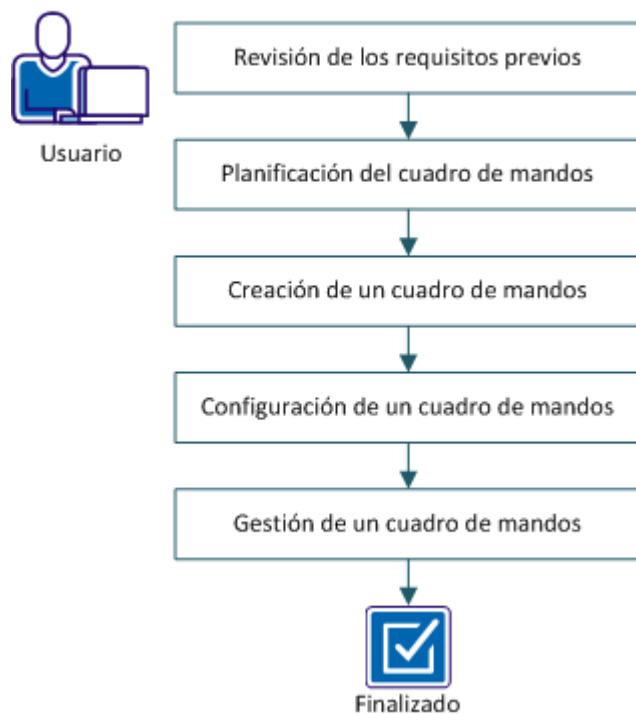 Revisión de los requisitos previos
Usuario
Planificación del cuadro de mandos
Creación de un cuadro de mandos
Configuración de un cuadro de mandos
Gestión de un cuadro de mandos
Finalizado